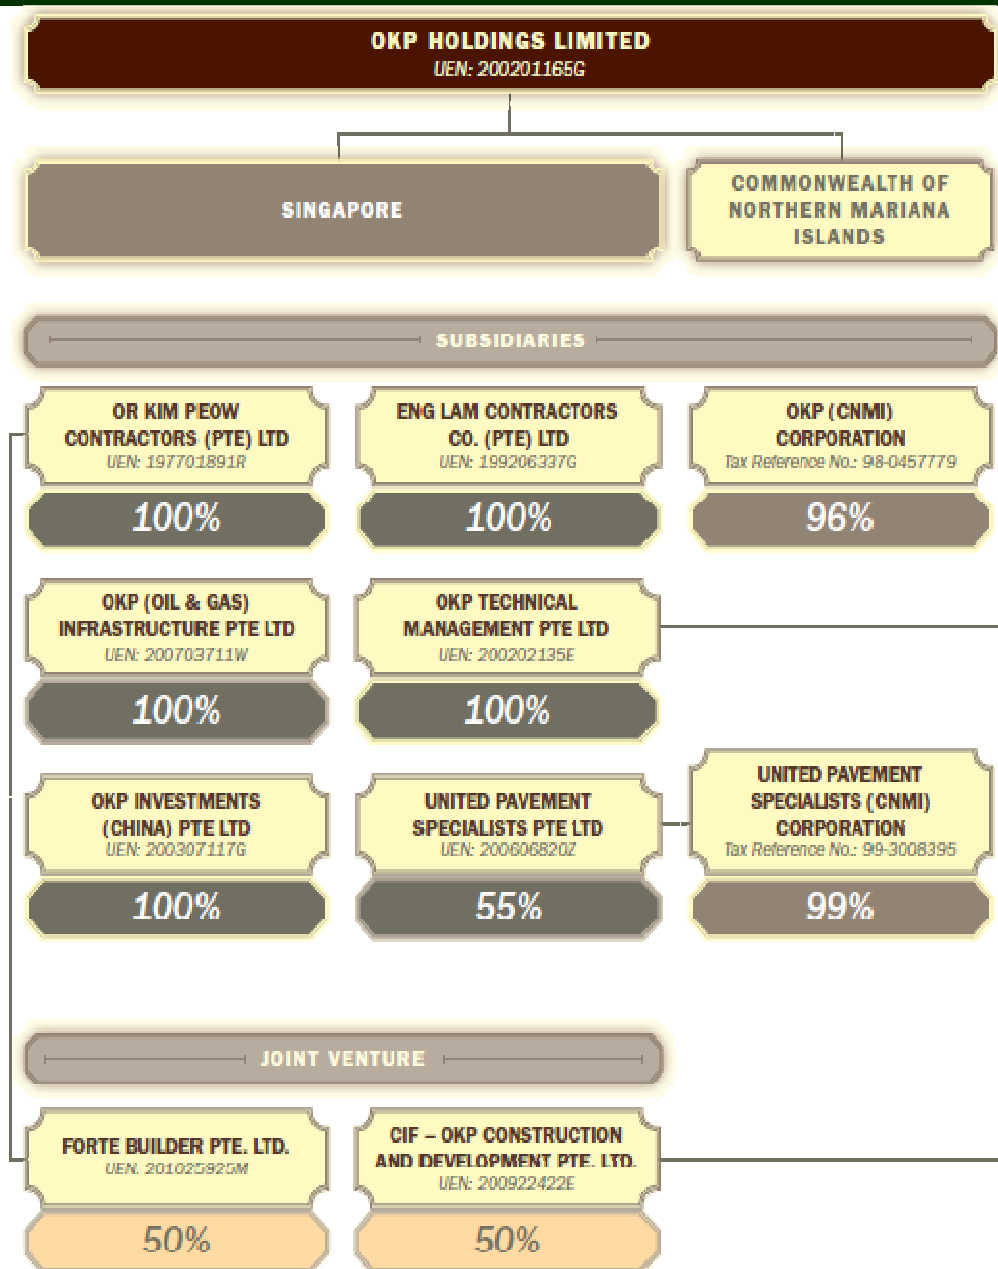 OKP HOLDINGS LIMITED
UEN: 200201165G
SINGAPORE
COMMONWEALTH OF
NORTHERN MARIANA
ISLANDS
SUBSIDIARIES
OR KIM PEOW
CONTRACTORS (PTE) LTD
UEN: 197701891R
100%
ENG LAM CONTRACTORS
CO. (PTE) LTD
UEN: 199206337G
100%
OKP (CNMI)
CORPORATION
Tax Reference No.: 98-0457779
96%
OKP (OIL & GAS)
INFRASTRUCTURE PTE LTD
UEN: 200703711W
100%
OKP TECHNICAL
MANAGEMENT PTE LTD
UEN: 200202135E
100%
OKP INVESTMENTS
(CHINA) PTE LTD
UEN: 200307117G
100%
UNITED PAVEMENT
SPECIALISTS PTE LTD
UEN: 200606820Z
55%
UNITED PAVEMENT
SPECIALISTS (CNMI)
CORPORATION
Tax Reference No.: 99-3008395
99%
JOINT VENTURE
FORTE BUILDER PTE. LTD.
UEN. 201025925M
50%
CIF – OKP CONSTRUCTION
AND DEVELOPMENT PTE. LTD.
UEN: 200922422E
50%